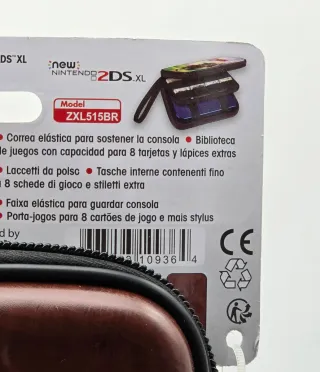 DS™ XL
new
NINTENDO 2DS XL
Model
ZXL515BR
• Correa elástica para sostener la consola • Biblioteca
de juegos con capacidad para 8 tarjetas y lápices extras
• Laccetti da polso • Tasche interne contenenti fino
a 8 schede di gioco e stiletti extra
• Faixa elástica para guardar consola
• Porta-jogos para 8 cartões de jogo e mais stylus
d by
10936 4
CE